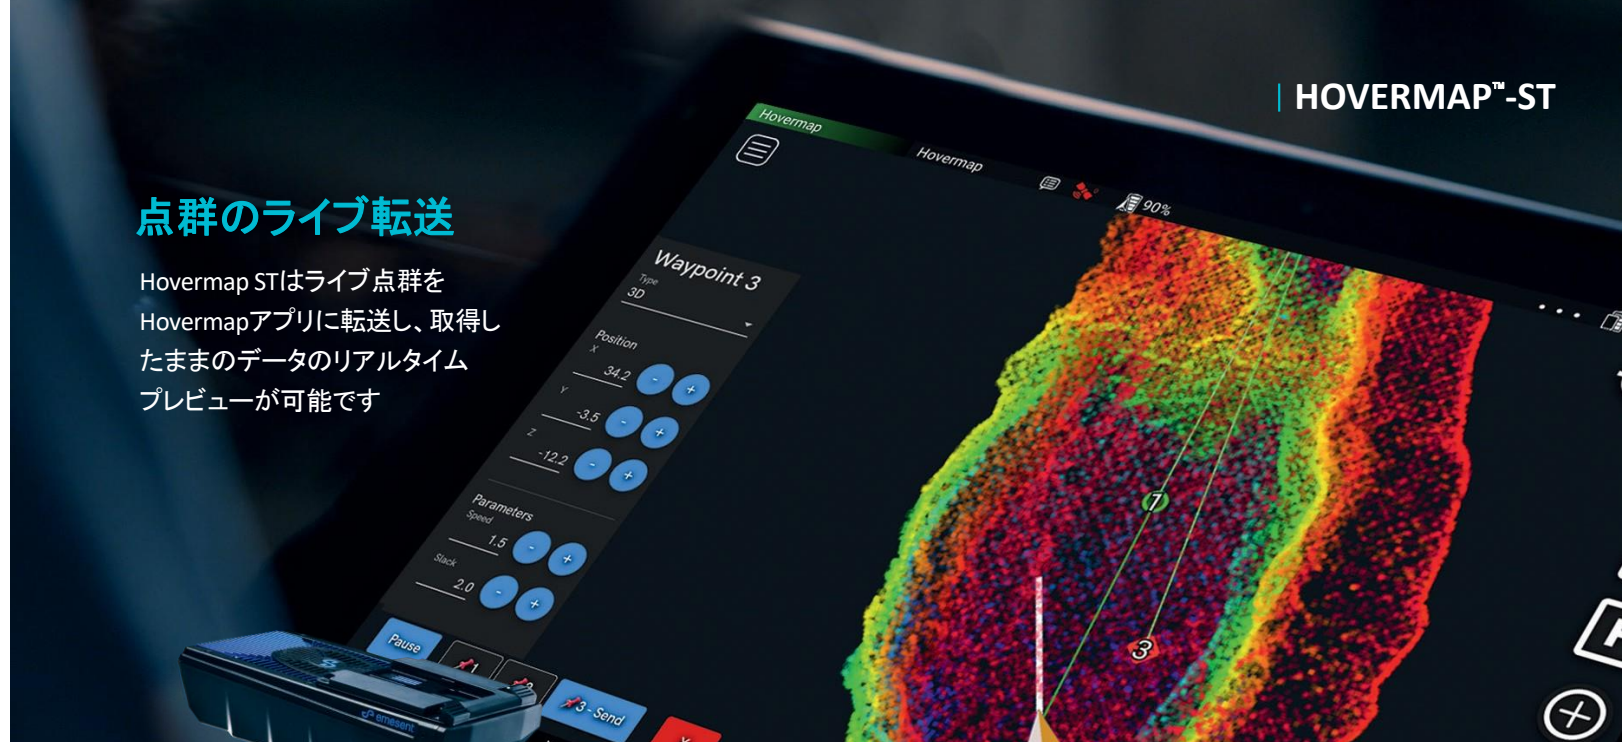 HOVERMAP™-ST
点群のライブ転送
Hovermap STはライブ点群を
Hovermapアプリに転送し、取得し
たままのデータのリアルタイム
プレビューが可能です
Hovermap
Hovermap
90%
Waypoint 3
Type
3D
Position
X
34.2 - +
Y
-3.5 - +
Z
-12.2 - +
Parameters
Speed
1.5 - +
Slack
2.0 - +
Pause
1
3 - Send
1
3
emesent